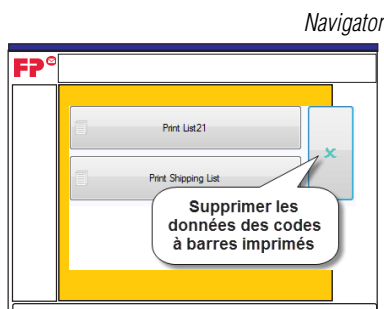 Navigator
FP
Print List21
Print Shipping List
x
Supprimer les
données des codes
à barres imprimés